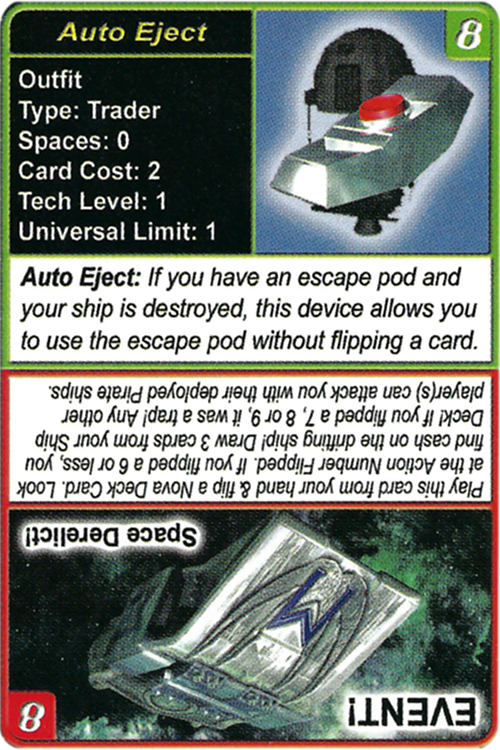 Auto Eject
8
Outfit
Type: Trader
Spaces: 0
Card Cost: 2
Tech Level: 1
Universal Limit: 1
Auto Eject: If you have an escape pod and
your ship is destroyed, this device allows you
to use the escape pod without flipping a card.
EVENT!
8
Space Derelict!
Play this card from your hand & flip a Nova Deck Card. Look
at the Action Number Flipped. If you flipped a 6 or less, you
find cash on the drifting ship! Draw 3 cards from your Ship
Deck! If you flipped a 7, 8 or 9, it was a trap! Any other
player(s) can attack you with their deployed Pirate ships.